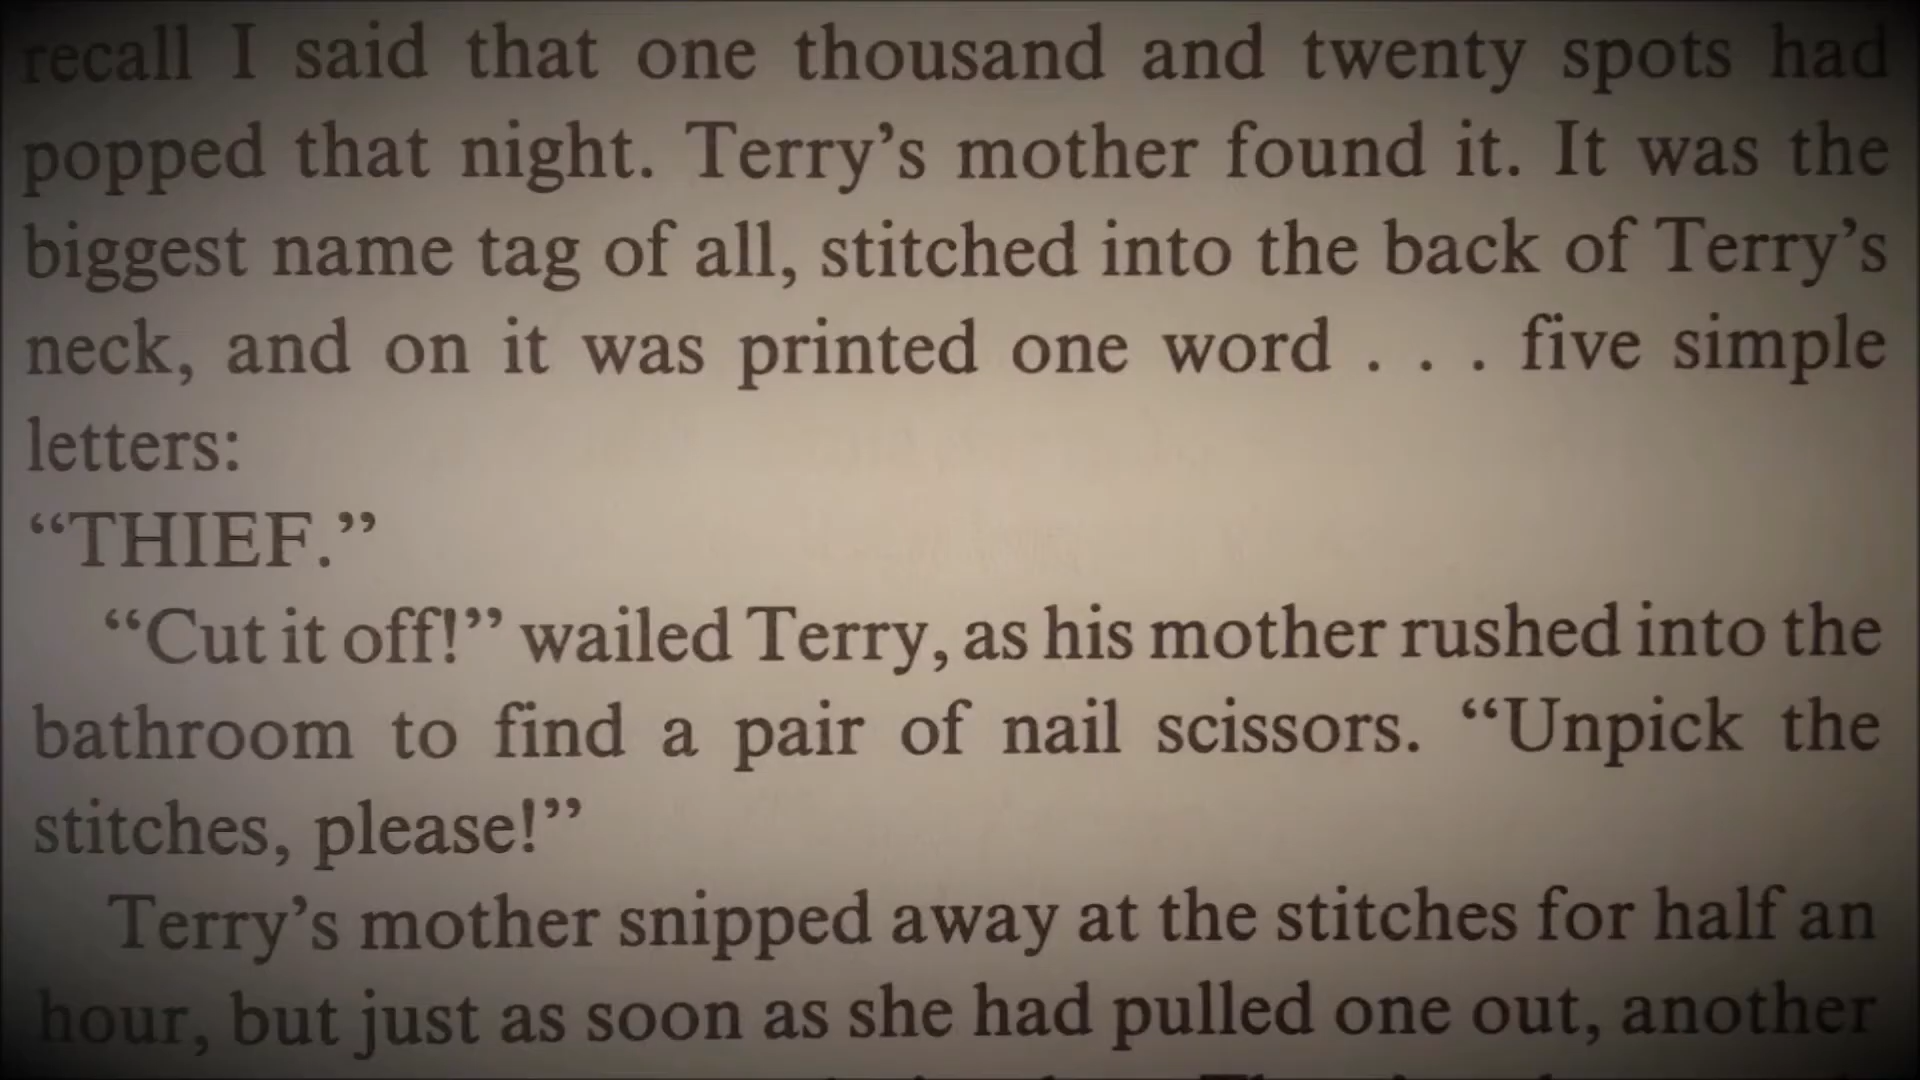 recall I said that one thousand and twenty spots had
popped that night. Terry’s mother found it. It was the
biggest name tag of all, stitched into the back of Terry’s
neck, and on it was printed one word . . . five simple
letters:
“THIEF.”
“Cut it off!” wailed Terry, as his mother rushed into the
bathroom to find a pair of nail scissors. “Unpick the
stitches, please!”
Terry’s mother snipped away at the stitches for half an
hour, but just as soon as she had pulled one out, another